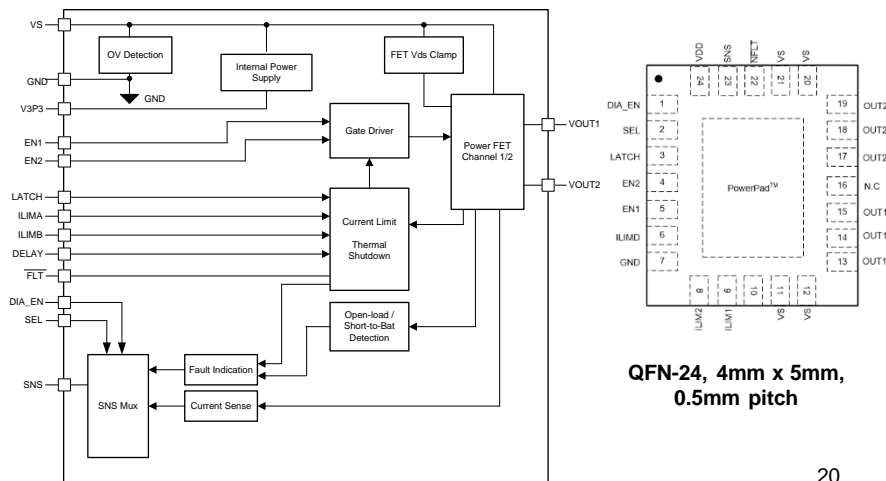 VS
OV Detection
Internal Power
Supply
FET Vds Clamp
GND
GND
V3P3
EN1
EN2
Gate Driver
Power FET
Channel 1/2
VOUT1
VOUT2
LATCH
ILIMA
ILIMB
DELAY
FLT
Current Limit
Thermal
Shutdown
DIA_EN
SEL
Open-load /
Short-to-Bat
Detection
SNS
SNS Mux
Fault Indication
Current Sense
VDD
SNS
NFLT
VS
VS
24
23
22
21
20
DIA_EN 1
SEL 2
LATCH 3
EN2 4
EN1 5
ILIMD 6
GND 7
PowerPad™
19 OUT2
18 OUT2
17 OUT2
16 N.C
15 OUT1
14 OUT1
13 OUT1
8
9
10
11
12
ILIM2
ILIM1
VS
VS
QFN-24, 4mm x 5mm,
0.5mm pitch
20